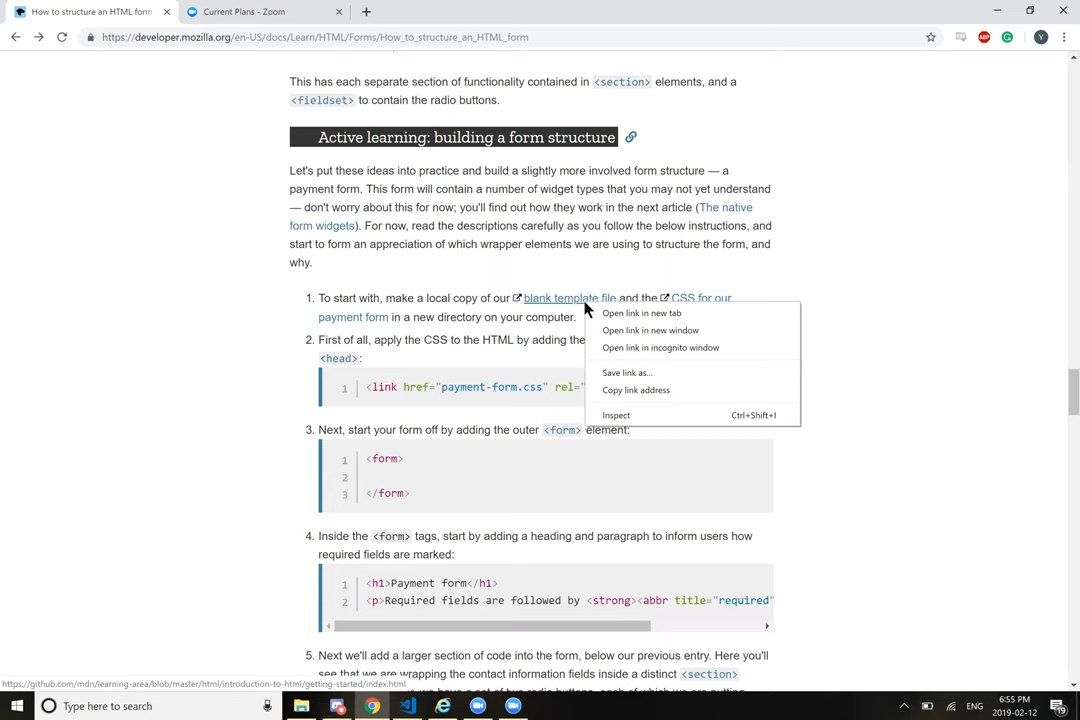 How to structure an HTML form
Current Plans - Zoom
https://developer.mozilla.org/en-US/docs/Learn/HTML/Forms/How_to_structure_an_HTML_form
ABP
Y
This has each separate section of functionality contained in <section> elements, and a
<fieldset> to contain the radio buttons.
Active learning: building a form structure
Let's put these ideas into practice and build a slightly more involved form structure — a
payment form. This form will contain a number of widget types that you may not yet understand
— don't worry about this for now; you'll find out how they work in the next article (The native
form widgets). For now, read the descriptions carefully as you follow the below instructions, and
start to form an appreciation of which wrapper elements we are using to structure the form, and
why.
1. To start with, make a local copy of our blank template file and the CSS for our
payment form in a new directory on your computer.
2. First of all, apply the CSS to the HTML by adding the
<head>:
1 <link href="payment-form.css" rel="
Open link in new tab
Open link in new window
Open link in incognito window
Save link as...
Copy link address
Inspect Ctrl+Shift+I
3. Next, start your form off by adding the outer <form> element:
1 <form>
2
3 </form>
4. Inside the <form> tags, start by adding a heading and paragraph to inform users how
required fields are marked:
1 <h1>Payment form</h1>
2 <p>Required fields are followed by <strong><abbr title="required"
5. Next we'll add a larger section of code into the form, below our previous entry. Here you'll
see that we are wrapping the contact information fields inside a distinct <section>
https://github.com/mdn/learning-area/blob/master/html/introduction-to-html/getting-started/index.html
Type here to search
ENG
6:55 PM
2019-02-12
19